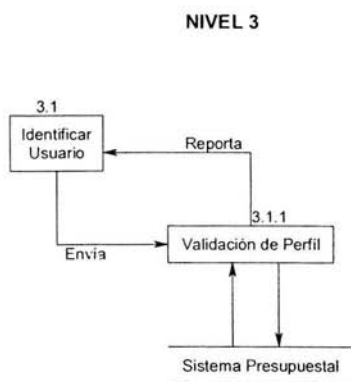 NIVEL 3
3.1
Identificar
Usuario
Reporta
3.1.1
Validación de Perfil
Envía
Sistema Presupuestal